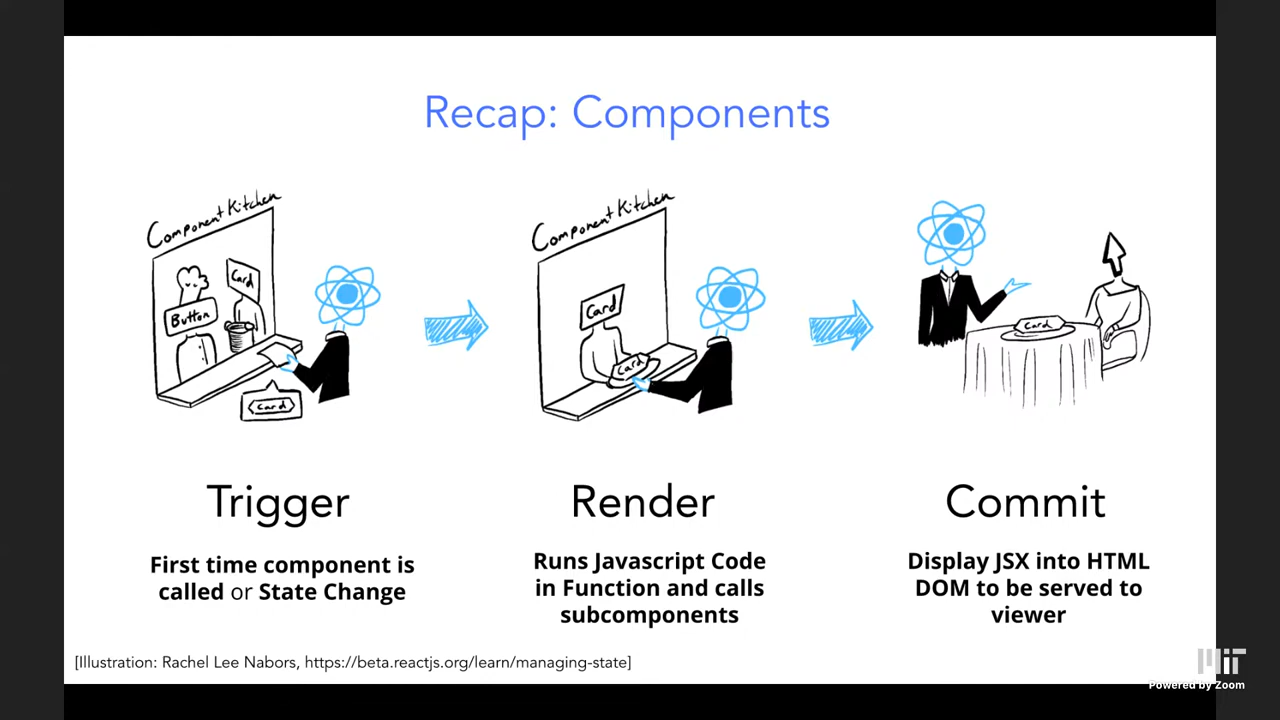 Recap: Components
Component Kitchen
Card
Button
Card
Component Kitchen
Card
Card
Card
Trigger
First time component is
called or State Change
Render
Runs Javascript Code
in Function and calls
subcomponents
Commit
Display JSX into HTML
DOM to be served to
viewer
[Illustration: Rachel Lee Nabors, https://beta.reactjs.org/learn/managing-state]
MIT
Powered by Zoom